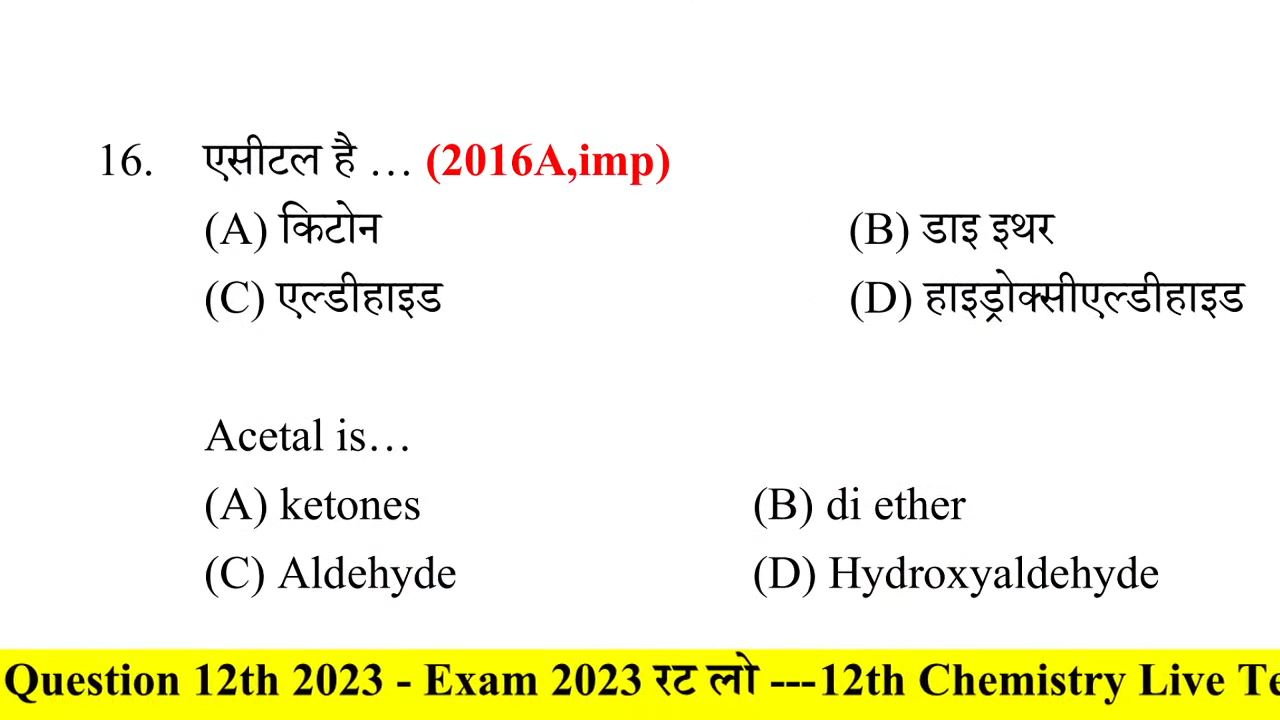 16. एसीटल है … (2016A,imp)
(A) किटोन (B) डाइ इथर
(C) एल्डीहाइड (D) हाइड्रोक्सीएल्डीहाइड
Acetal is…
(A) ketones (B) di ether
(C) Aldehyde (D) Hydroxyaldehyde
Question 12th 2023 - Exam 2023 रट लो ---12th Chemistry Live Te